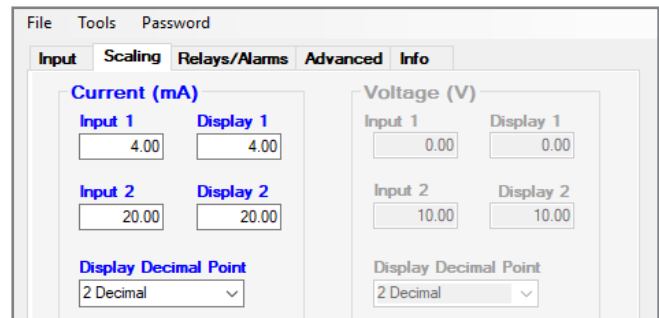 File Tools Password
Input Scaling Relays/Alarms Advanced Info
Current (mA)
Input 1 Display 1
4.00 4.00
Input 2 Display 2
20.00 20.00
Display Decimal Point
2 Decimal
Voltage (V)
Input 1 Display 1
0.00 0.00
Input 2 Display 2
10.00 10.00
Display Decimal Point
2 Decimal